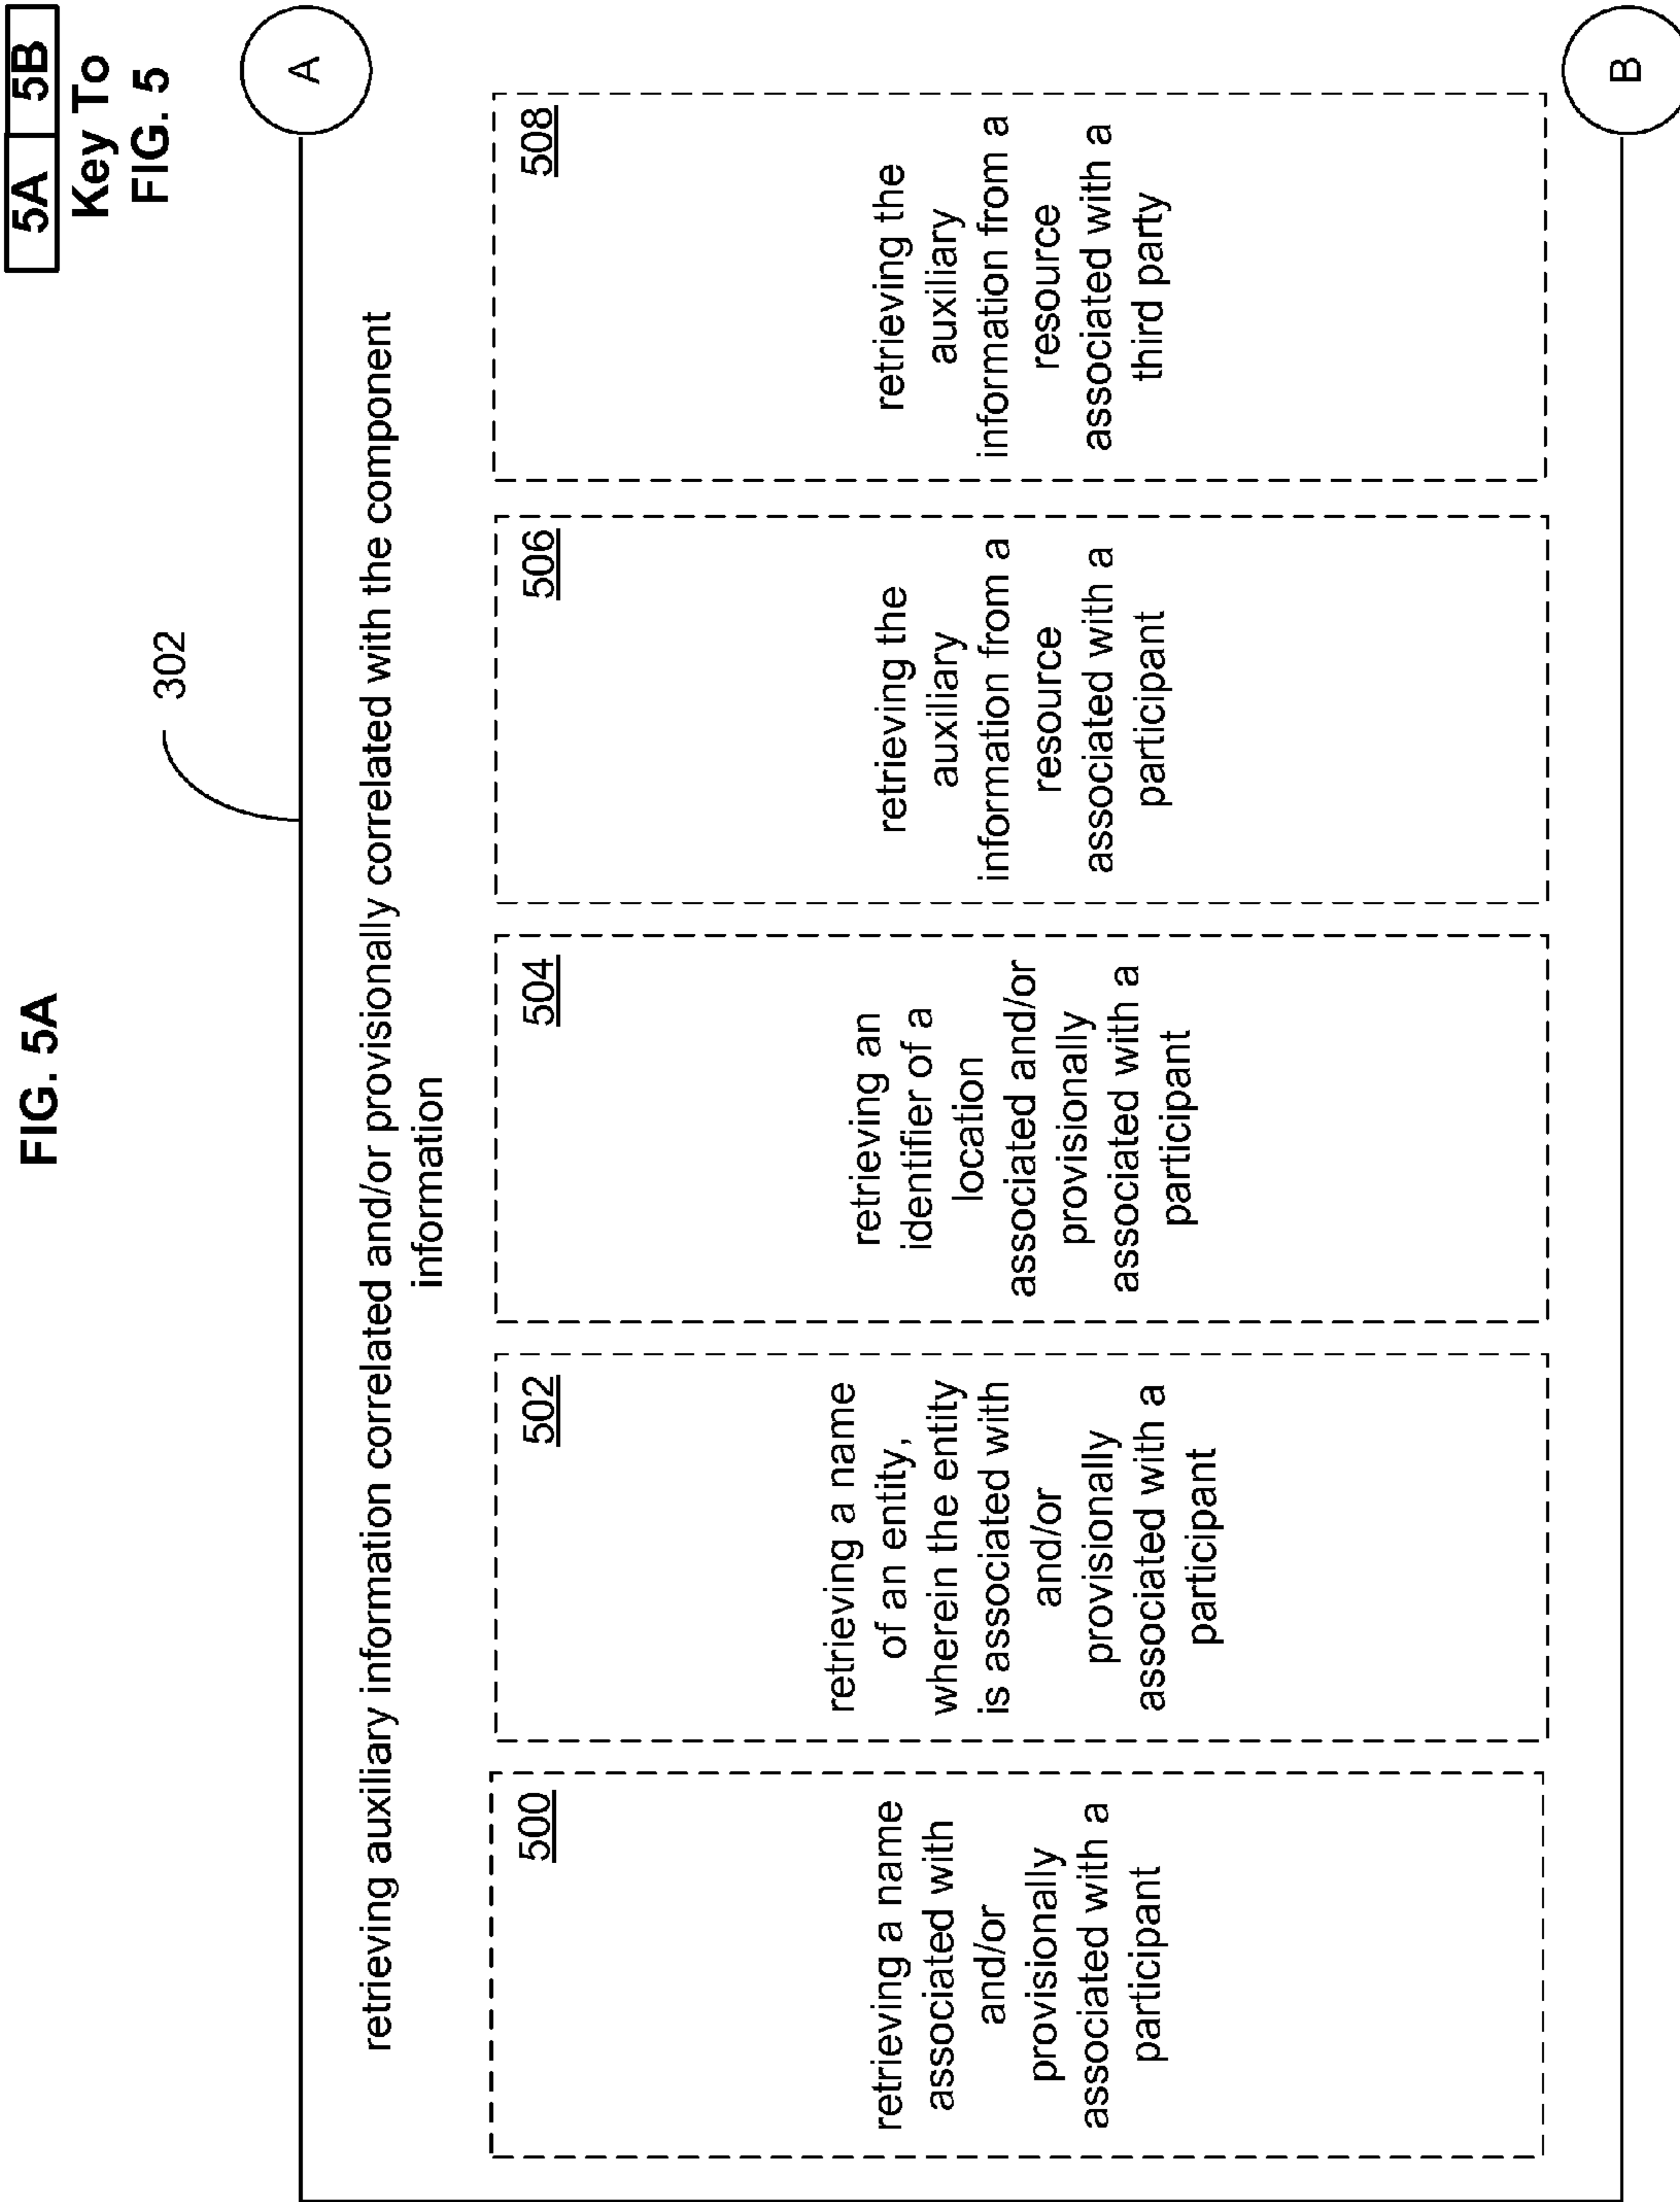 FIG. 5A
5A 5B
Key To
FIG. 5
302
A
retrieving auxiliary information correlated and/or provisionally correlated with the component
information
500
retrieving a name
associated with
and/or
provisionally
associated with a
participant
502
retrieving a name
of an entity,
wherein the entity
is associated with
and/or
provisionally
associated with a
participant
504
retrieving an
identifier of a
location
associated and/or
provisionally
associated with a
participant
506
retrieving the
auxiliary
information from a
resource
associated with a
participant
508
retrieving the
auxiliary
information from a
resource
associated with a
third party
B